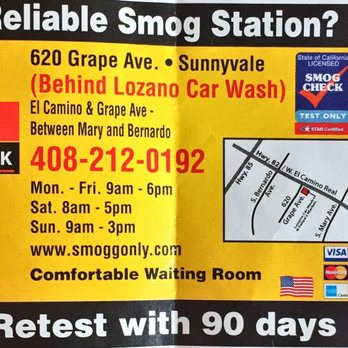 Reliable Smog Station?
620 Grape Ave. • Sunnyvale
(Behind Lozano Car Wash)
El Camino & Grape Ave -
Between Mary and Bernardo
408-212-0192
Mon. - Fri. 9am - 6pm
Sat. 8am - 5pm
Sun. 9am - 3pm
www.smoggonly.com
Comfortable Waiting Room
State of California
LICENSED
SMOG
CHECK
TEST ONLY
STAR Certified
K
Hwy. 85
Hwy. 82
W. El Camino Real
S. Bernardo
Ave.
620
Grape Ave.
S. Mary Ave.
VISA
MasterCard
Retest with 90 days